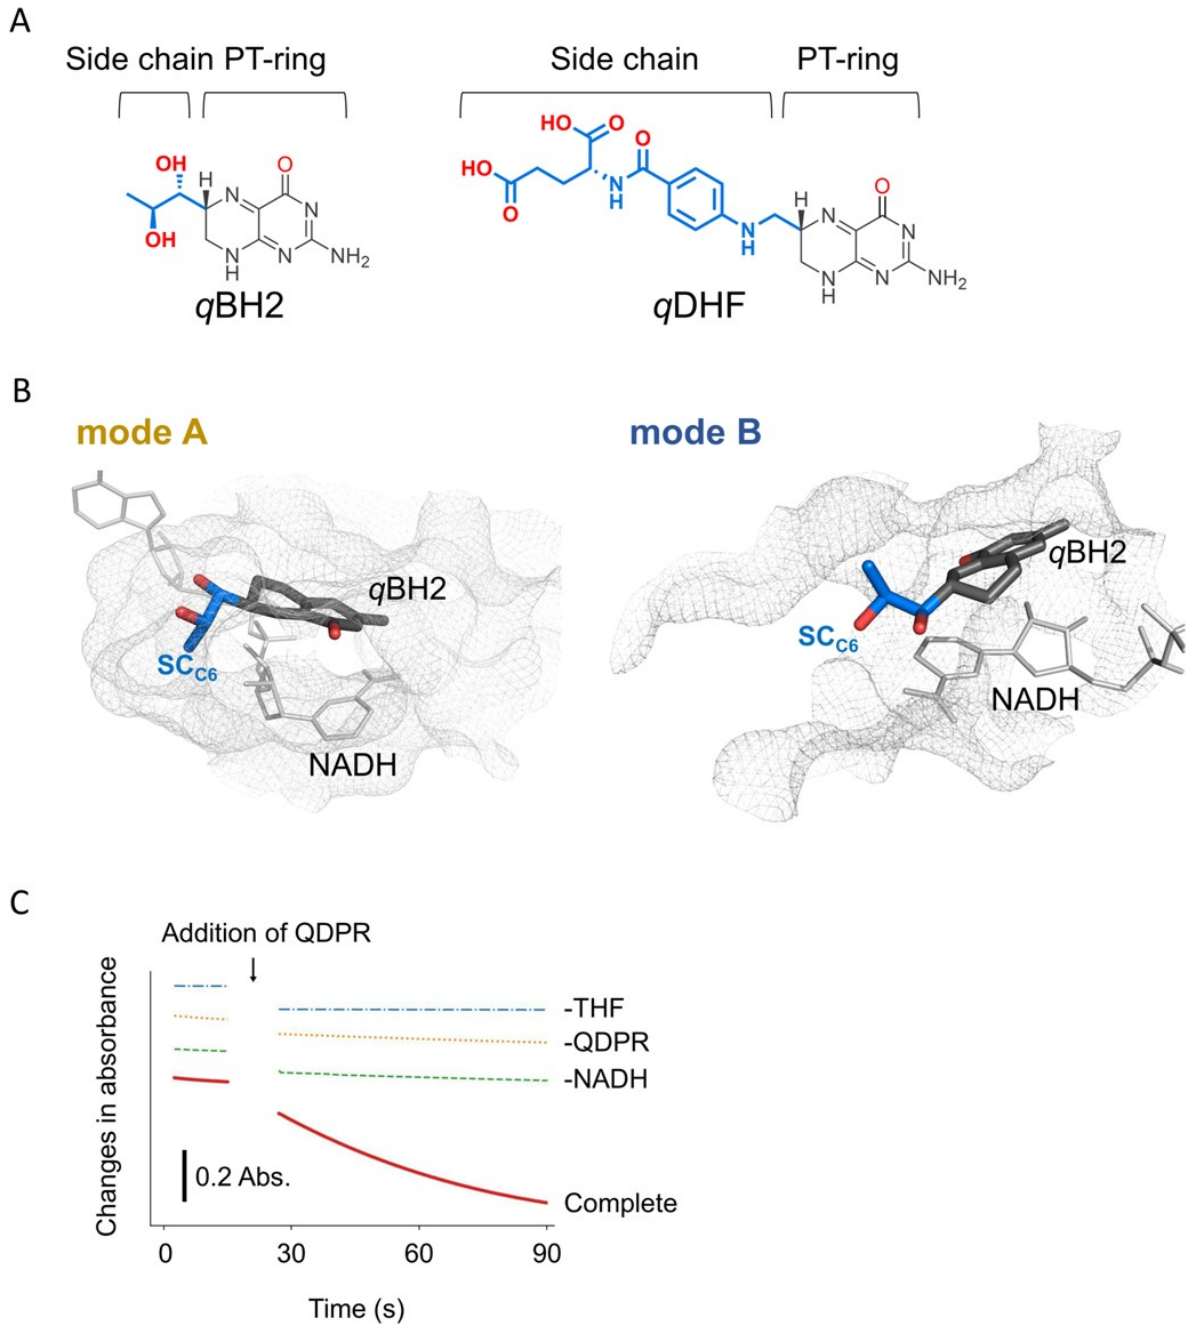 A
Side chain PT-ring
Side chain
PT-ring
OH
H
O
N
N
OH
N
H
N
NH2
qBH2
HO
O
O
HO
O
N
H
N
H
H
O
N
N
N
H
N
NH2
qDHF
B
mode A
mode B
qBH2
SCC6
NADH
qBH2
SCC6
NADH
C
Addition of QDPR
Changes in absorbance
-THF
-QDPR
-NADH
0.2 Abs.
Complete
0
30
60
90
Time (s)